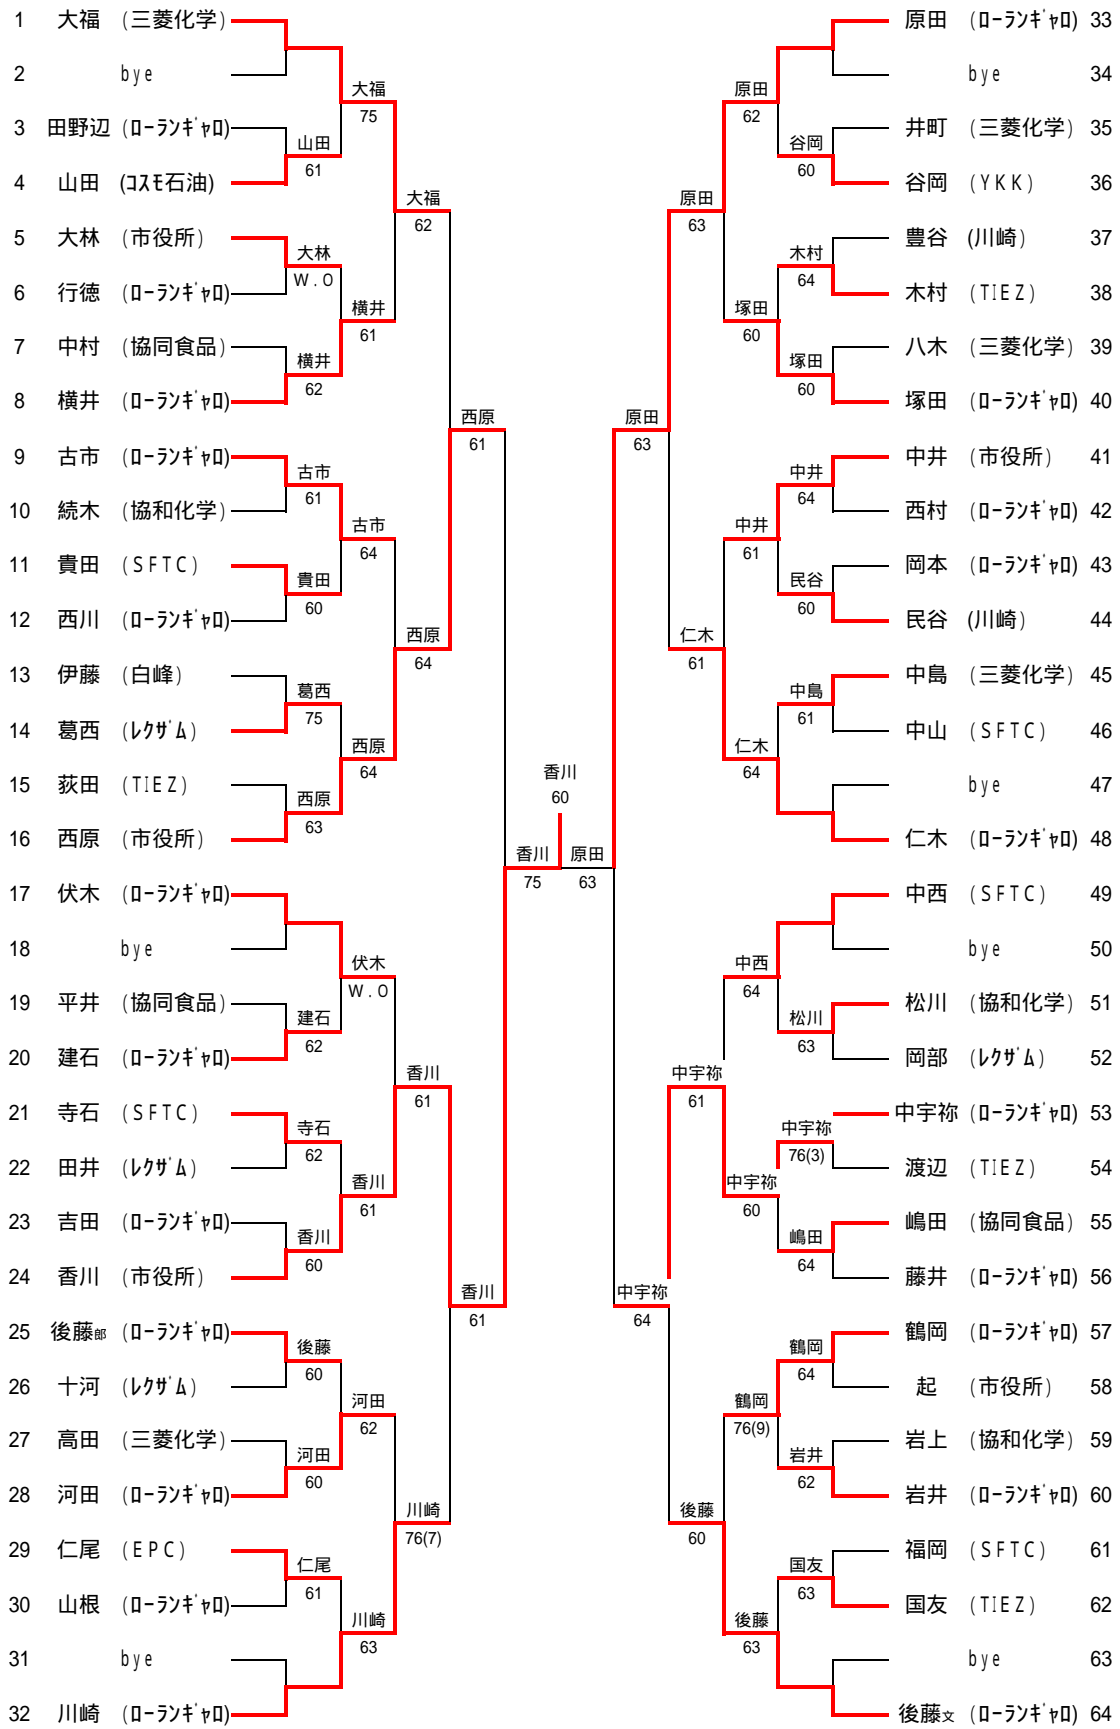 1 大福 (三菱化学)
2 bye
3 田野辺 (ﾛｰﾗﾝｷﾞｬﾛ)
4 山田 (ｺｽﾓ石油)
5 大林 (市役所)
6 行徳 (ﾛｰﾗﾝｷﾞｬﾛ)
7 中村 (協同食品)
8 横井 (ﾛｰﾗﾝｷﾞｬﾛ)
9 古市 (ﾛｰﾗﾝｷﾞｬﾛ)
10 続木 (協和化学)
11 貴田 (SFTC)
12 西川 (ﾛｰﾗﾝｷﾞｬﾛ)
13 伊藤 (白峰)
14 葛西 (ﾚｸｻﾞﾑ)
15 荻田 (TIEZ)
16 西原 (市役所)
17 伏木 (ﾛｰﾗﾝｷﾞｬﾛ)
18 bye
19 平井 (協同食品)
20 建石 (ﾛｰﾗﾝｷﾞｬﾛ)
21 寺石 (SFTC)
22 田井 (ﾚｸｻﾞﾑ)
23 吉田 (ﾛｰﾗﾝｷﾞｬﾛ)
24 香川 (市役所)
25 後藤郎 (ﾛｰﾗﾝｷﾞｬﾛ)
26 十河 (ﾚｸｻﾞﾑ)
27 高田 (三菱化学)
28 河田 (ﾛｰﾗﾝｷﾞｬﾛ)
29 仁尾 (EPC)
30 山根 (ﾛｰﾗﾝｷﾞｬﾛ)
31 bye
32 川崎 (ﾛｰﾗﾝｷﾞｬﾛ)
山田
61
大林
W.O
横井
62
古市
61
貴田
60
葛西
75
西原
63
建石
62
寺石
62
香川
60
後藤
60
河田
60
仁尾
61
大福
75
横井
61
古市
64
西原
64
伏木
W.O
香川
61
河田
62
川崎
63
大福
62
西原
64
香川
61
川崎
76(7)
西原
61
香川
61
香川
75
香川
60
原田
63
原田
63
中宇祢
64
原田
63
仁木
61
中宇祢
61
後藤
60
原田
62
塚田
60
中井
61
仁木
64
中西
64
中宇祢
60
鶴岡
76(9)
後藤
63
谷岡
60
木村
64
塚田
60
中井
64
民谷
60
中島
61
松川
63
中宇祢
76(3)
嶋田
64
鶴岡
64
岩井
62
国友
63
原田 (ﾛｰﾗﾝｷﾞｬﾛ) 33
bye 34
井町 (三菱化学) 35
谷岡 (YKK) 36
豊谷 (川崎) 37
木村 (TIEZ) 38
八木 (三菱化学) 39
塚田 (ﾛｰﾗﾝｷﾞｬﾛ) 40
中井 (市役所) 41
西村 (ﾛｰﾗﾝｷﾞｬﾛ) 42
岡本 (ﾛｰﾗﾝｷﾞｬﾛ) 43
民谷 (川崎) 44
中島 (三菱化学) 45
中山 (SFTC) 46
bye 47
仁木 (ﾛｰﾗﾝｷﾞｬﾛ) 48
中西 (SFTC) 49
bye 50
松川 (協和化学) 51
岡部 (ﾚｸｻﾞﾑ) 52
中宇祢 (ﾛｰﾗﾝｷﾞｬﾛ) 53
渡辺 (TIEZ) 54
嶋田 (協同食品) 55
藤井 (ﾛｰﾗﾝｷﾞｬﾛ) 56
鶴岡 (ﾛｰﾗﾝｷﾞｬﾛ) 57
起 (市役所) 58
岩上 (協和化学) 59
岩井 (ﾛｰﾗﾝｷﾞｬﾛ) 60
福岡 (SFTC) 61
国友 (TIEZ) 62
bye 63
後藤文 (ﾛｰﾗﾝｷﾞｬﾛ) 64